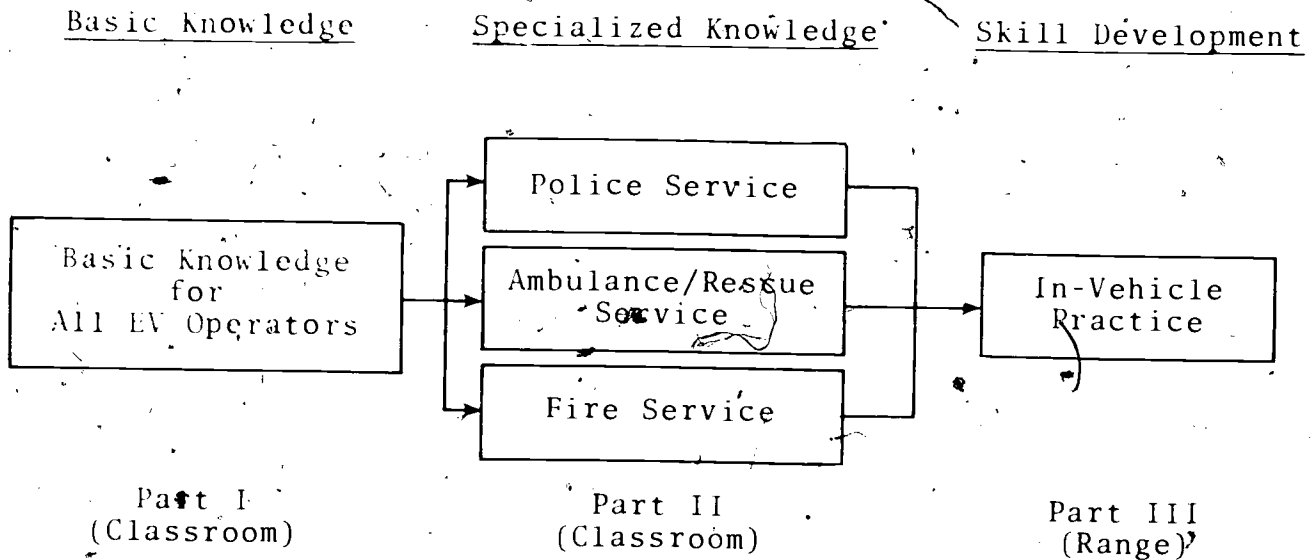 Basic Knowledge
Specialized Knowledge
Skill Development
Police Service
Basic Knowledge
for
All EV Operators
Ambulance/Rescue
Service
In-Vehicle
Practice
Fire Service
Part I
(Classroom)
Part II
(Classroom)
Part III
(Range)